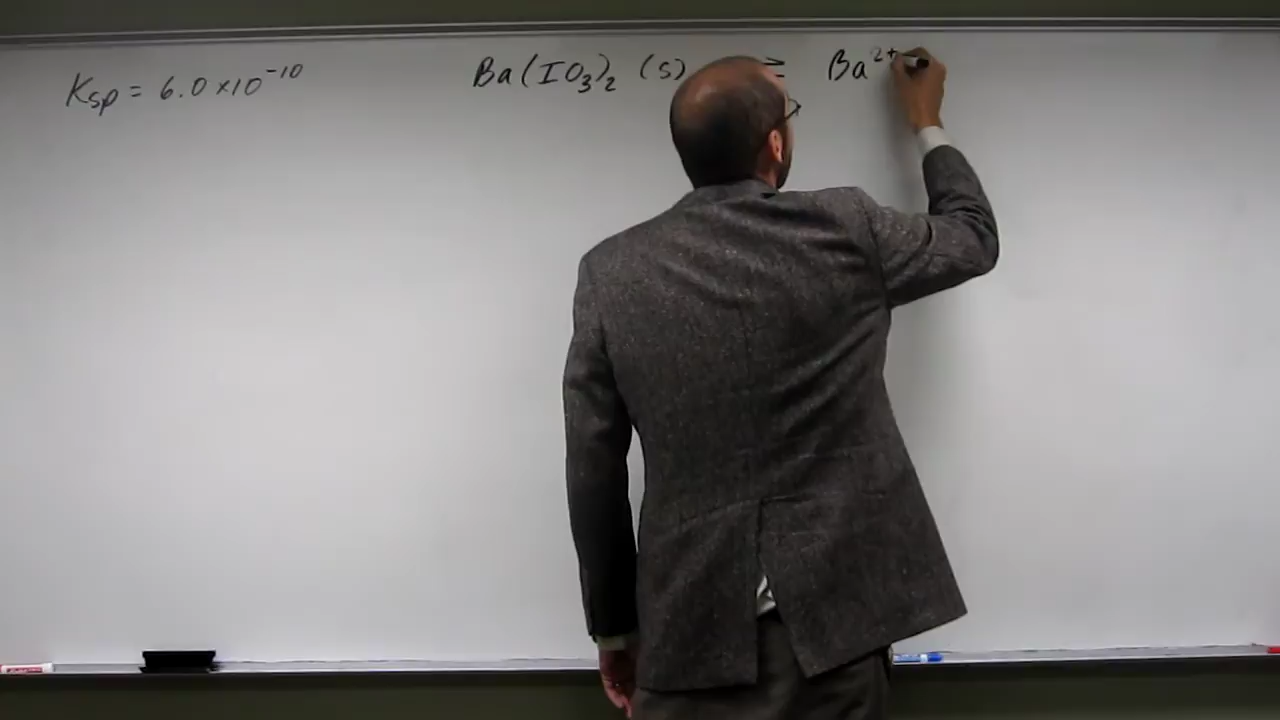 Ksp = 6.0 ×10⁻¹⁰
Ba(IO₃)₂ (s) ⇌ Ba²⁺